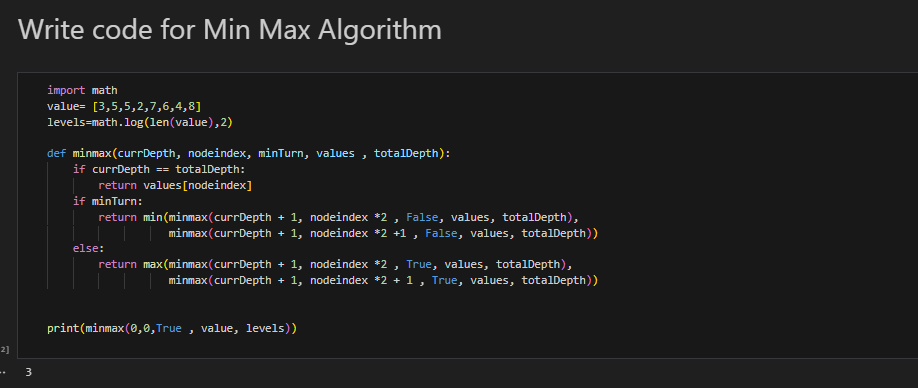 Write code for Min Max Algorithm
import math
value= [3,5,5,2,7,6,4,8]
levels=math.log(len(value),2)
def minmax(currDepth, nodeindex, minTurn, values , totalDepth):
    if currDepth == totalDepth:
        return values[nodeindex]
    if minTurn:
        return min(minmax(currDepth + 1, nodeindex *2 , False, values, totalDepth),
                   minmax(currDepth + 1, nodeindex *2 +1 , False, values, totalDepth))
    else:
        return max(minmax(currDepth + 1, nodeindex *2 , True, values, totalDepth),
                   minmax(currDepth + 1, nodeindex *2 + 1 , True, values, totalDepth))
print(minmax(0,0,True , value, levels))
2]
3